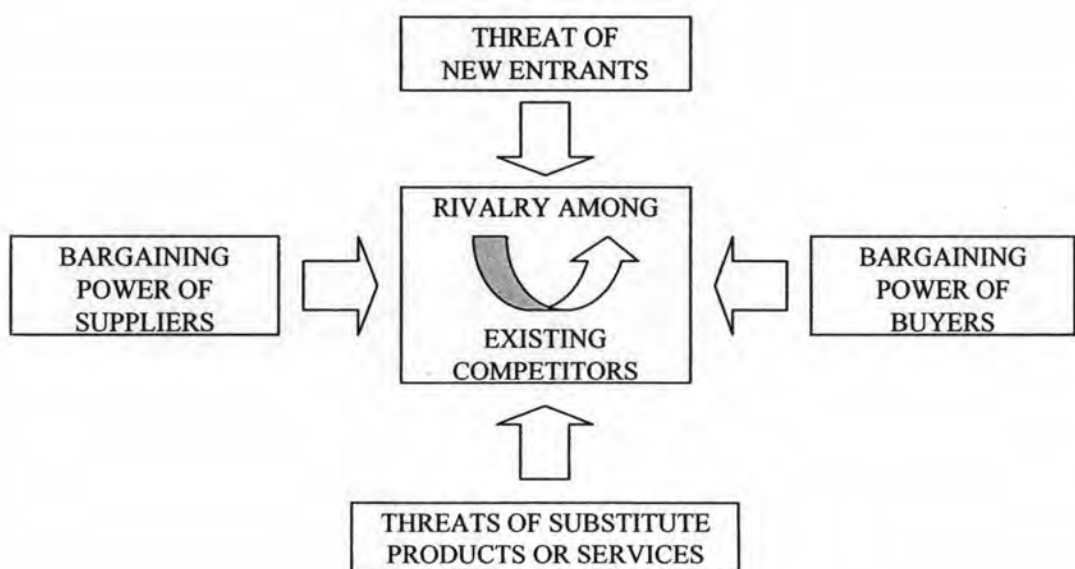 THREAT OF
NEW ENTRANTS
RIVALRY AMONG
BARGAINING
POWER OF
SUPPLIERS
BARGAINING
POWER OF
BUYERS
EXISTING
COMPETITORS
THREATS OF SUBSTITUTE
PRODUCTS OR SERVICES